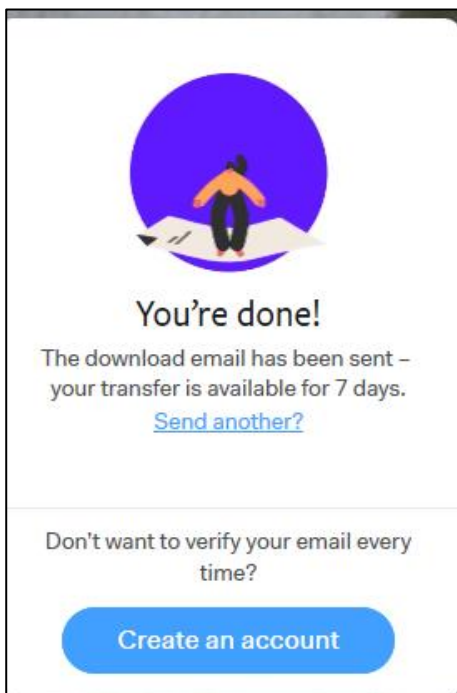 You’re done!
The download email has been sent –
your transfer is available for 7 days.
Send another?
Don't want to verify your email every
time?
Create an account